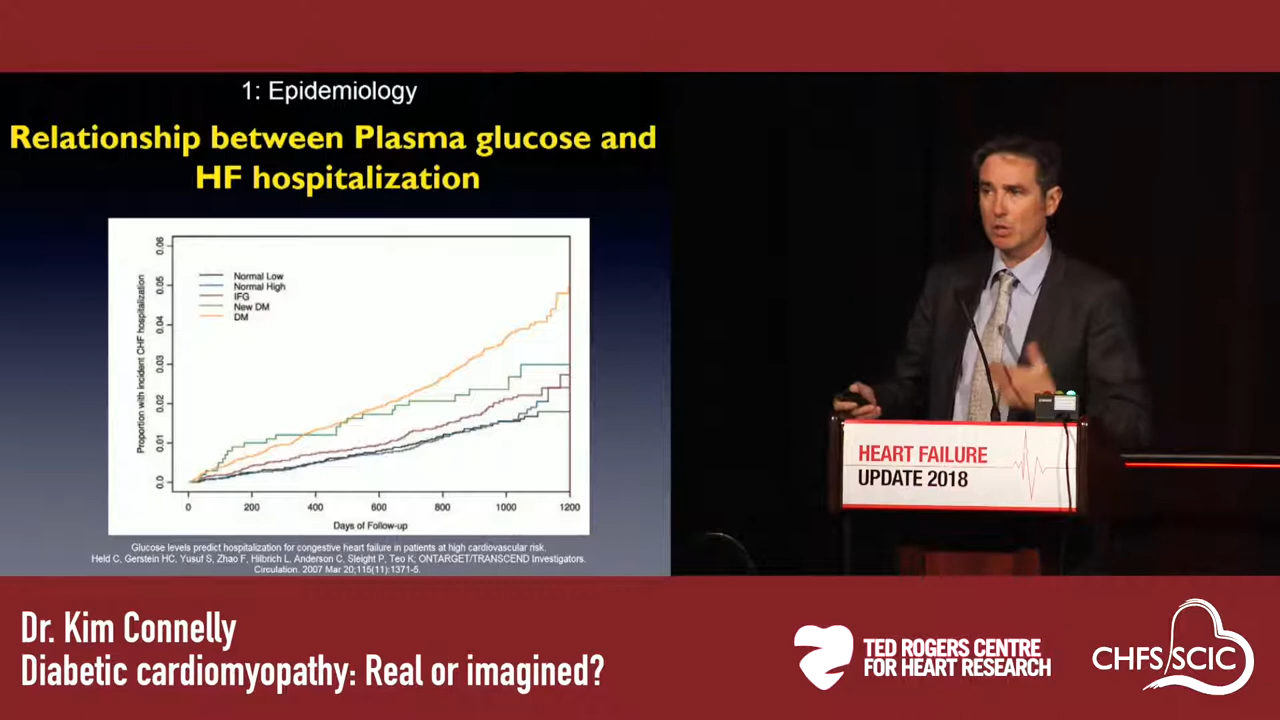 1: Epidemiology
Relationship between Plasma glucose and
HF hospitalization
Proportion with incident CHF hospitalization
0.06
0.05
0.04
0.03
0.02
0.01
0.0
Normal Low
Normal High
IFG
New DM
DM
0 200 400 600 800 1000 1200
Days of Follow-up
Glucose levels predict hospitalization for congestive heart failure in patients at high cardiovascular risk.
Held C, Gerstein HC, Yusuf S, Zhao F, Hilbrich L, Anderson C, Sleight P, Teo K, ONTARGET/TRANSCEND Investigators.
Circulation. 2007 Mar 20;115(11):1371-5.
HEART FAILURE
UPDATE 2018
Dr. Kim Connelly
Diabetic cardiomyopathy: Real or imagined?
TED ROGERS CENTRE
FOR HEART RESEARCH
CHFS/SCIC